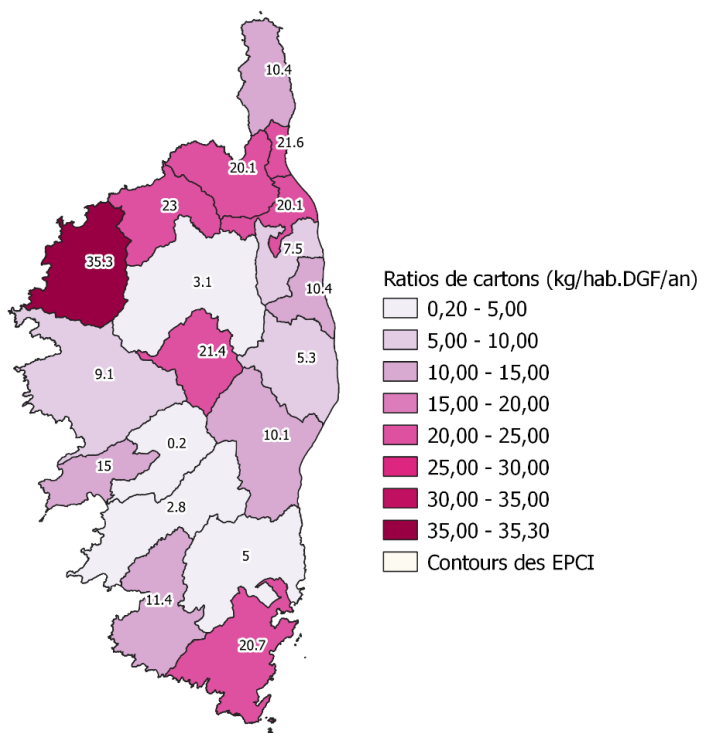 10.4
21.6
20.1
23
20.1
7.5
35.3
3.1
10.4
21.4
5.3
9.1
10.1
0.2
15
2.8
5
11.4
20.7
Ratios de cartons (kg/hab.DGF/an)
0,20 - 5,00
5,00 - 10,00
10,00 - 15,00
15,00 - 20,00
20,00 - 25,00
25,00 - 30,00
30,00 - 35,00
35,00 - 35,30
Contours des EPCI